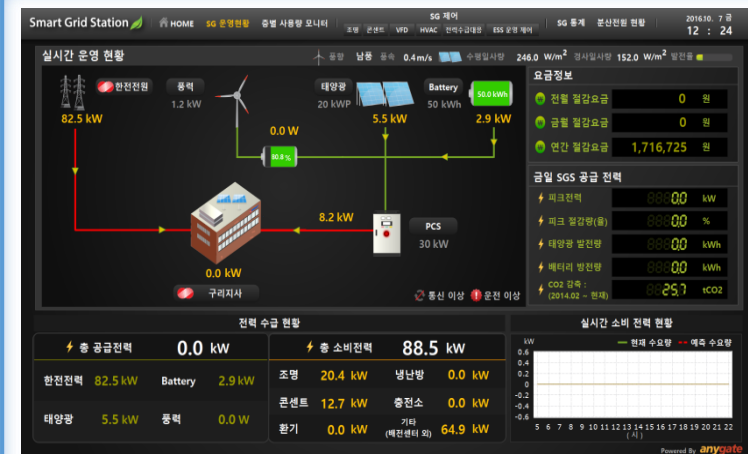 Smart Grid Station HOME SG 운영현황 층별 사용량 모니터 SG 제어 SG 통계 분산전원 현황 201610. 7 금
조명 콘센트 VFD HVAC 전력수급대응 ESS 운영 제어 12 : 24
실시간 운영 현황 풍향 남풍 풍속 0.4m/s 수평일사량 246.0 W/m² 경사일사량 152.0 W/m² 발전률
한전전원 풍력 태양광 Battery 50.0 kWh
1.2 kW 20 kWP 50 kWh
82.5 kW 5.5 kW 2.9 kW
0.0 W
80.8 %
8.2 kW
PCS
30 kW
0.0 kW
구리지사
통신 이상 운전 이상
요금정보
전월 절감요금 0 원
금월 절감요금 0 원
연간 절감요금 1,716,725 원
금일 SGS 공급 전력
피크전력 0.0 kW
피크 절감량(율) 0.0 %
태양광 발전량 0.0 kWh
배터리 방전량 0.0 kWh
CO2 감축 : 25.7 tCO2
(2014.02 ~ 현재)
전력 수급 현황
총 공급전력 0.0 kW
한전전력 82.5 kW Battery 2.9 kW
태양광 5.5 kW 풍력 0.0 W
총 소비전력 88.5 kW
조명 20.4 kW 냉난방 0.0 kW
콘센트 12.7 kW 충전소 0.0 kW
환기 0.0 kW 기타 (배전센터 외) 64.9 kW
실시간 소비 전력 현황
kW 현재 수요량 예측 수요량
0.6
0.4
0.2
0
-0.2
-0.4
-0.6
5 6 7 8 9 10 11 12 13 14 15 16 17 18 19 20 21 22
( 시 )
Powered By anygate